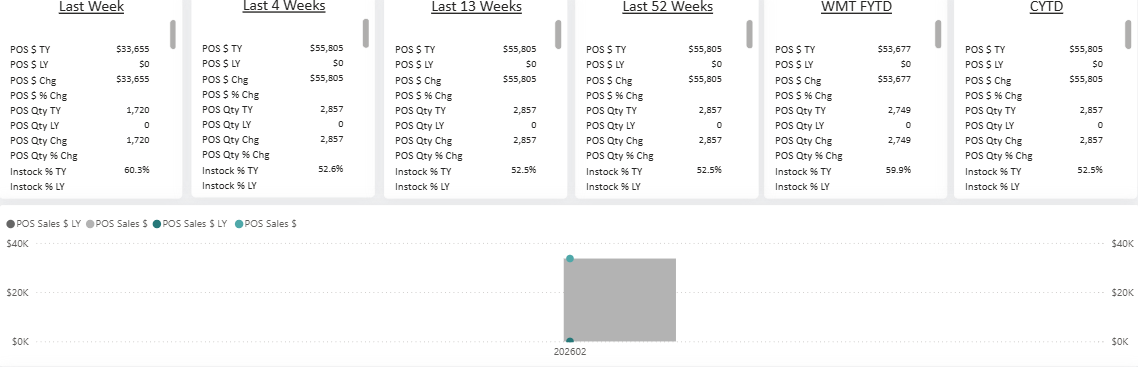 Last Week
POS $ TY $33,655
POS $ LY $0
POS $ Chg $33,655
POS $ % Chg
POS Qty TY 1,720
POS Qty LY 0
POS Qty Chg 1,720
POS Qty % Chg
Instock % TY 60.3%
Instock % LY
Last 4 Weeks
POS $ TY $55,805
POS $ LY $0
POS $ Chg $55,805
POS $ % Chg
POS Qty TY 2,857
POS Qty LY 0
POS Qty Chg 2,857
POS Qty % Chg
Instock % TY 52.6%
Instock % LY
Last 13 Weeks
POS $ TY $55,805
POS $ LY $0
POS $ Chg $55,805
POS $ % Chg
POS Qty TY 2,857
POS Qty LY 0
POS Qty Chg 2,857
POS Qty % Chg
Instock % TY 52.5%
Instock % LY
Last 52 Weeks
POS $ TY $55,805
POS $ LY $0
POS $ Chg $55,805
POS $ % Chg
POS Qty TY 2,857
POS Qty LY 0
POS Qty Chg 2,857
POS Qty % Chg
Instock % TY 52.5%
Instock % LY
WMT FYTD
POS $ TY $53,677
POS $ LY $0
POS $ Chg $53,677
POS $ % Chg
POS Qty TY 2,749
POS Qty LY 0
POS Qty Chg 2,749
POS Qty % Chg
Instock % TY 59.9%
Instock % LY
CYTD
POS $ TY $55,805
POS $ LY $0
POS $ Chg $55,805
POS $ % Chg
POS Qty TY 2,857
POS Qty LY 0
POS Qty Chg 2,857
POS Qty % Chg
Instock % TY 52.5%
Instock % LY
POS Sales $ LY POS Sales $ POS Sales $ LY POS Sales $
$40K $40K
$20K $20K
$0K $0K
202602